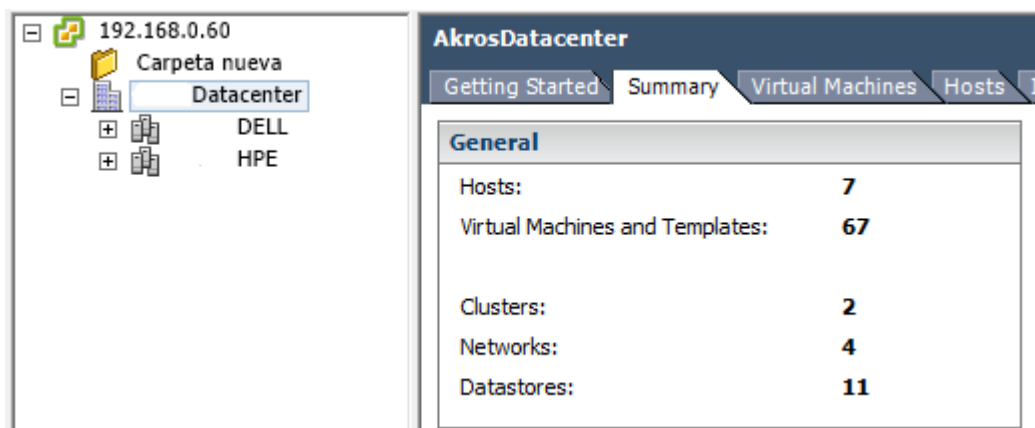 192.168.0.60
Carpeta nueva
Datacenter
DELL
HPE
AkrosDatacenter
Getting Started Summary Virtual Machines Hosts
General
Hosts: 7
Virtual Machines and Templates: 67
Clusters: 2
Networks: 4
Datastores: 11